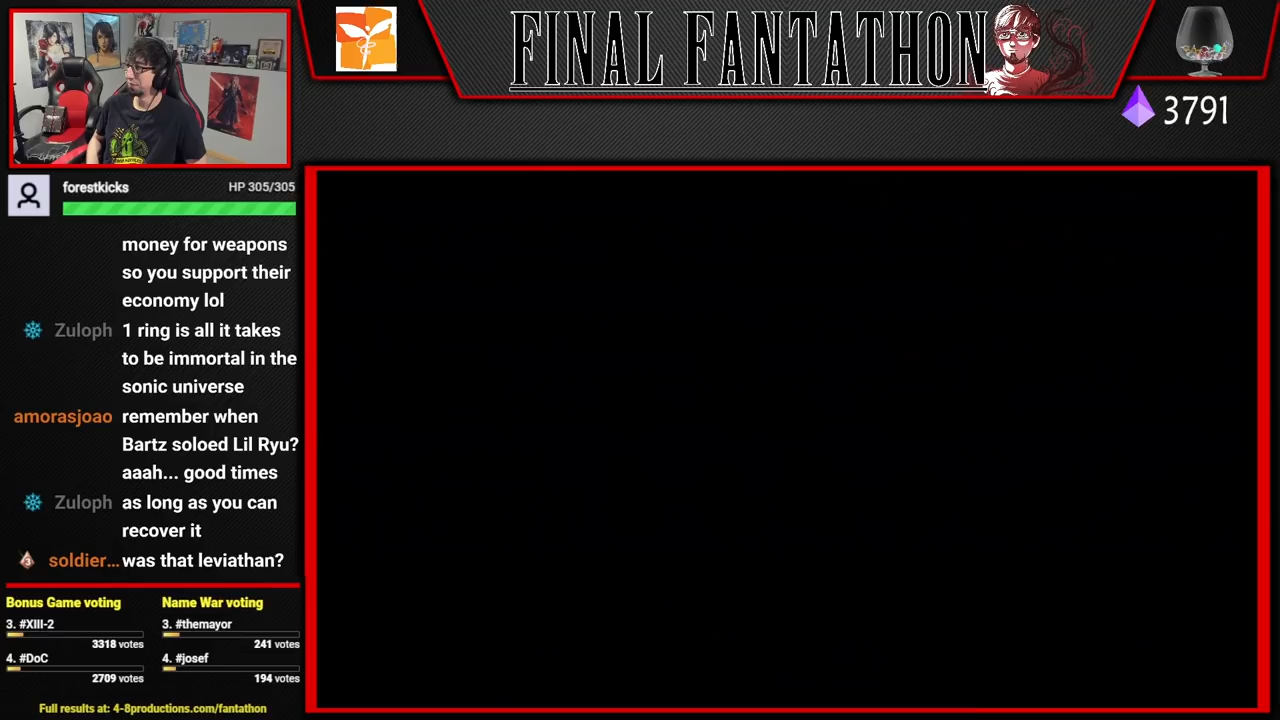 FINAL FANTATHON
3791
forestkicks HP 305/305
money for weapons
so you support their
economy lol
Zuloph 1 ring is all it takes
to be immortal in the
sonic universe
amorasjoao remember when
Bartz soloed Lil Ryu?
aaah... good times
Zuloph as long as you can
recover it
soldier... was that leviathan?
Bonus Game voting Name War voting
3. #XIII-2 3. #themayor
3318 votes 241 votes
4. #DoC 4. #josef
2709 votes 194 votes
Full results at: 4-8productions.com/fantathon